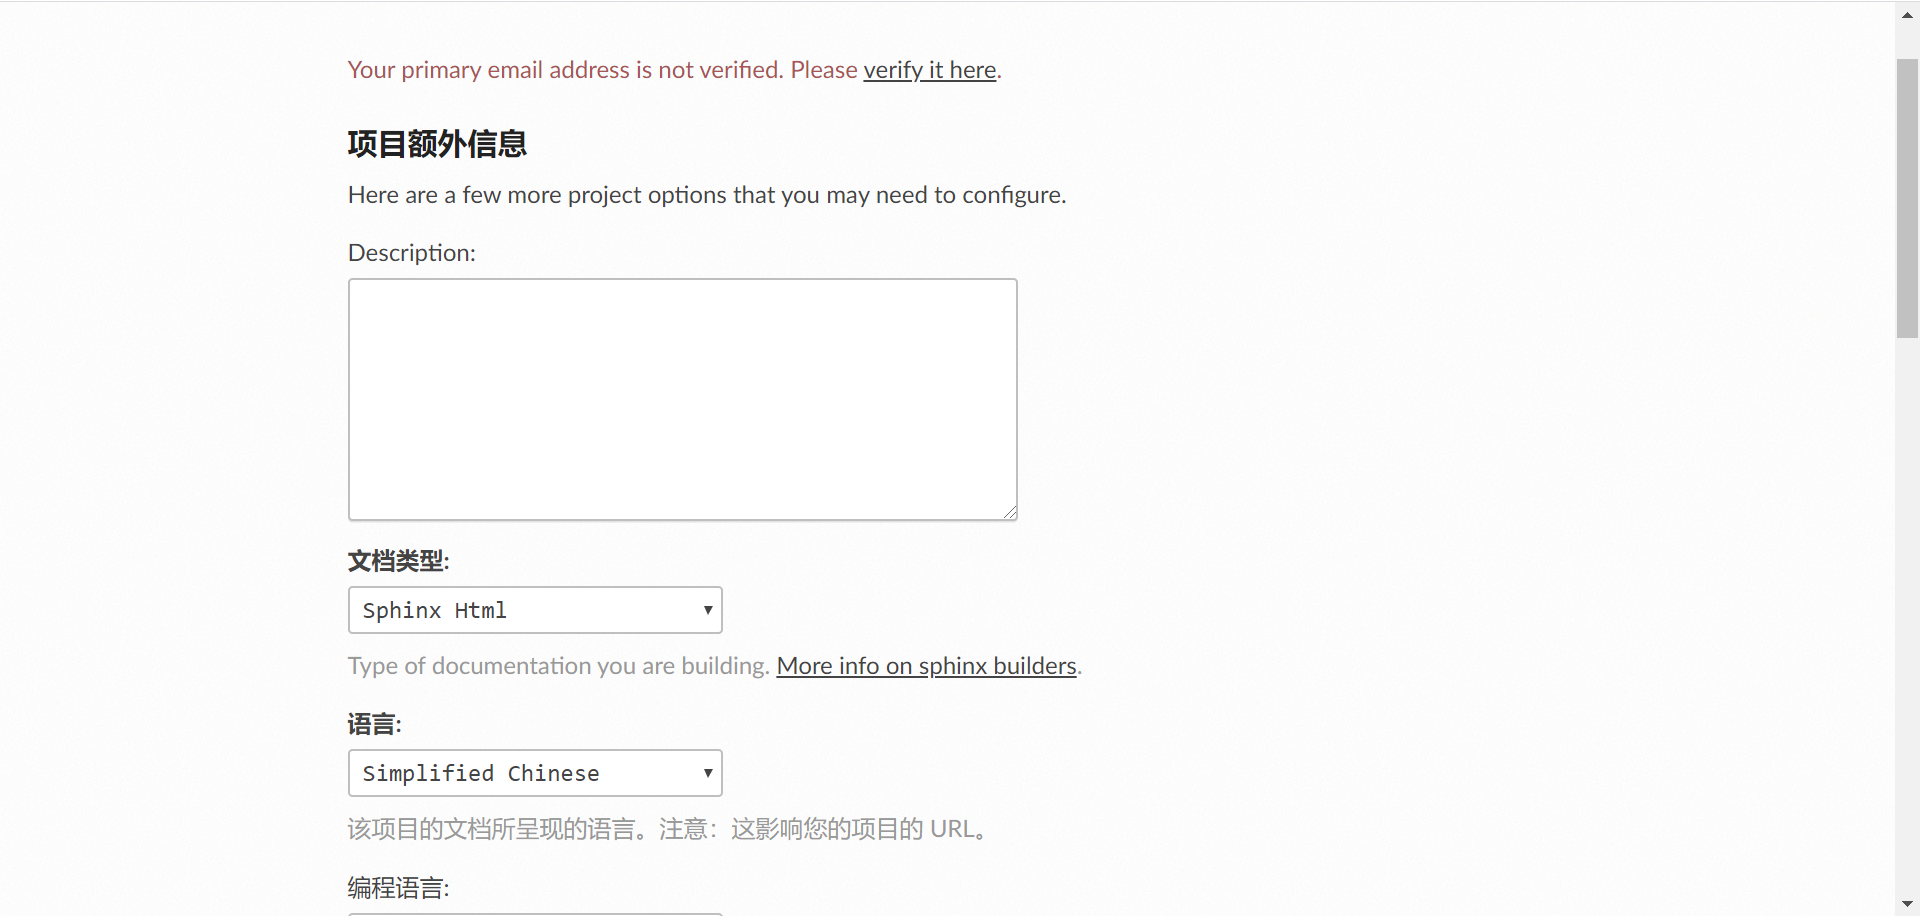 Your primary email address is not verified. Please verify it here.
项目额外信息
Here are a few more project options that you may need to configure.
Description:
文档类型:
Sphinx Html
Type of documentation you are building. More info on sphinx builders.
语言:
Simplified Chinese
该项目的文档所呈现的语言。注意：这影响您的项目的 URL。
编程语言: